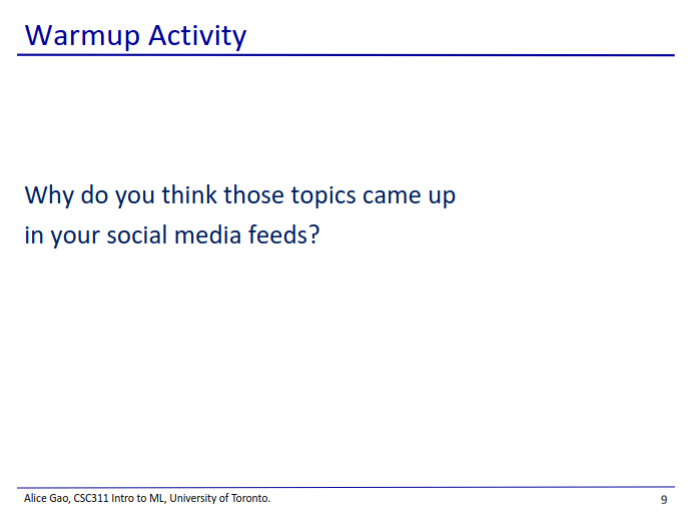 Warmup Activity
Why do you think those topics came up
in your social media feeds?
Alice Gao, CSC311 Intro to ML, University of Toronto.
9